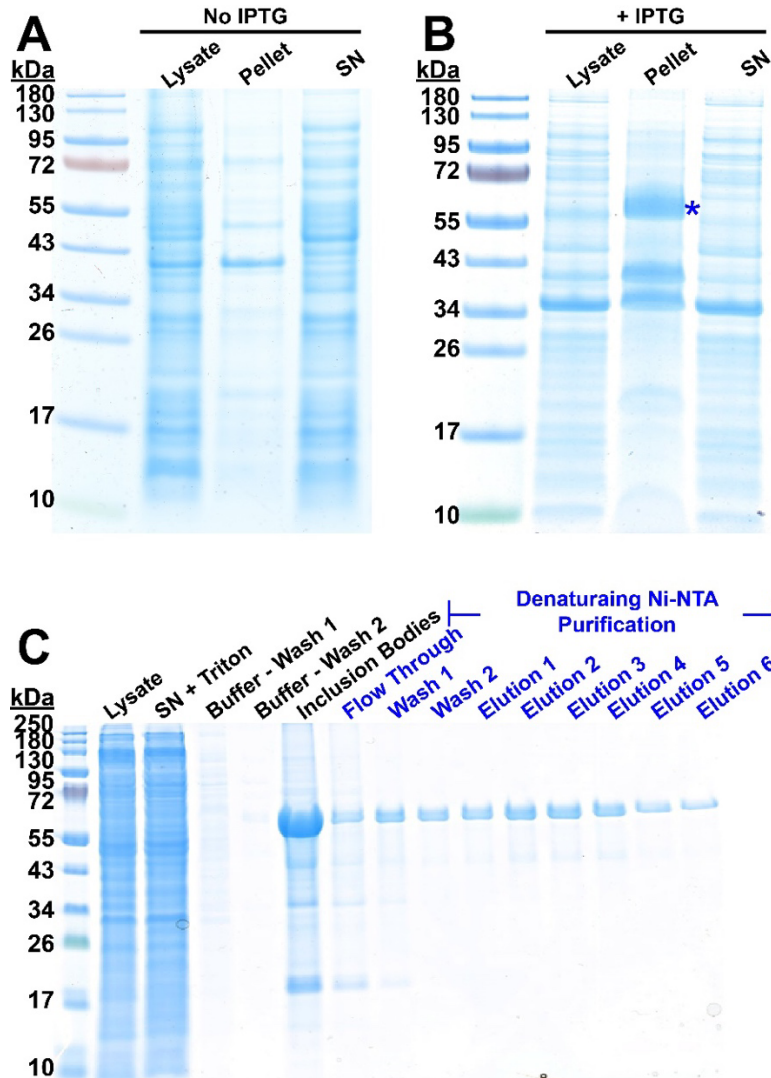 A
No IPTG
kDa
Lysate
Pellet
SN
180
130
95
72
55
43
34
26
17
10
B
+ IPTG
kDa
Lysate
Pellet
SN
180
130
95
72
55
43
34
26
17
10
*
C
Denaturaing Ni-NTA
Purification
kDa
Lysate
SN + Triton
Buffer - Wash 1
Buffer - Wash 2
Inclusion Bodies
Flow Through
Wash 1
Wash 2
Elution 1
Elution 2
Elution 3
Elution 4
Elution 5
Elution 6
250
180
130
95
72
55
43
34
26
17
10